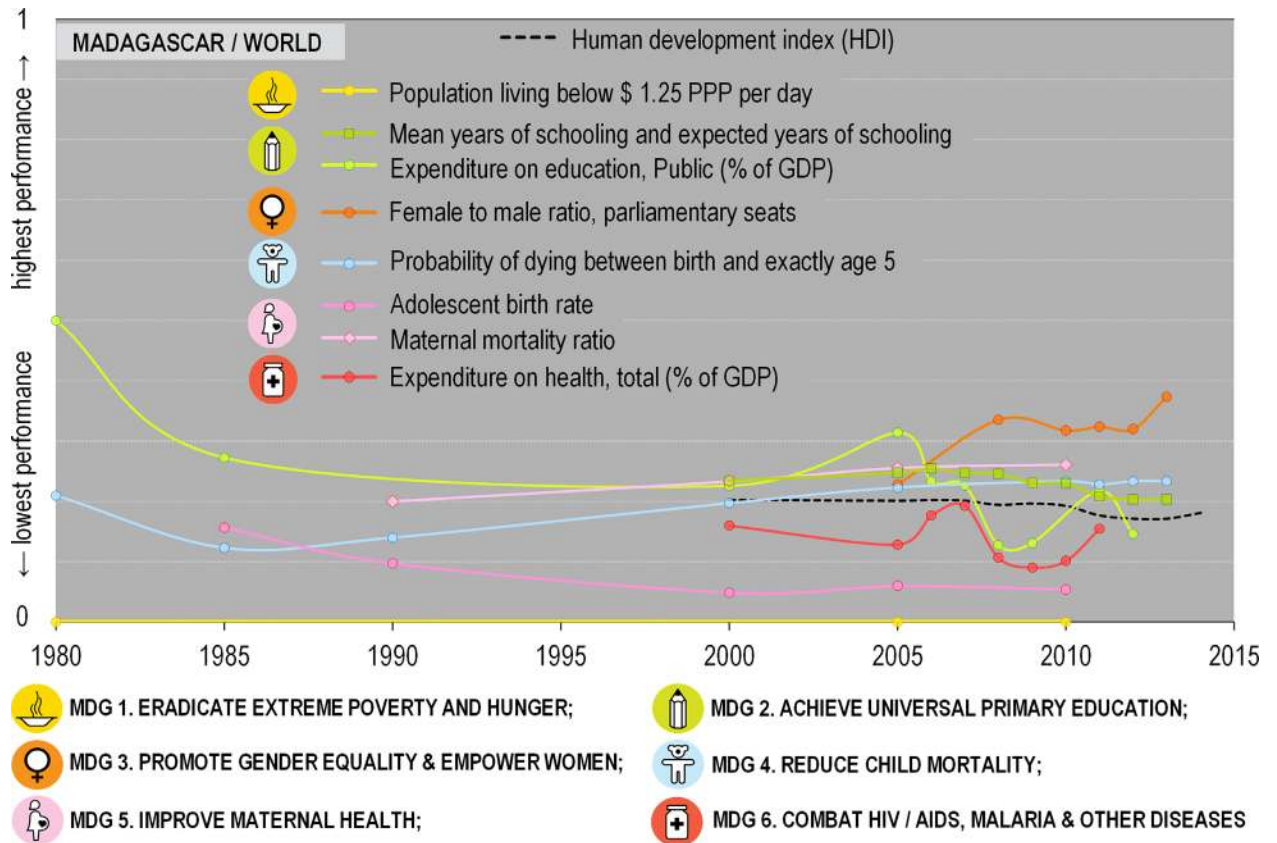 1
MADAGASCAR / WORLD
Human development index (HDI)
Population living below $ 1.25 PPP per day
Mean years of schooling and expected years of schooling
Expenditure on education, Public (% of GDP)
Female to male ratio, parliamentary seats
Probability of dying between birth and exactly age 5
Adolescent birth rate
Maternal mortality ratio
Expenditure on health, total (% of GDP)
highest performance →
← lowest performance
0
1980 1985 1990 1995 2000 2005 2010 2015
MDG 1. ERADICATE EXTREME POVERTY AND HUNGER;
MDG 2. ACHIEVE UNIVERSAL PRIMARY EDUCATION;
MDG 3. PROMOTE GENDER EQUALITY & EMPOWER WOMEN;
MDG 4. REDUCE CHILD MORTALITY;
MDG 5. IMPROVE MATERNAL HEALTH;
MDG 6. COMBAT HIV / AIDS, MALARIA & OTHER DISEASES